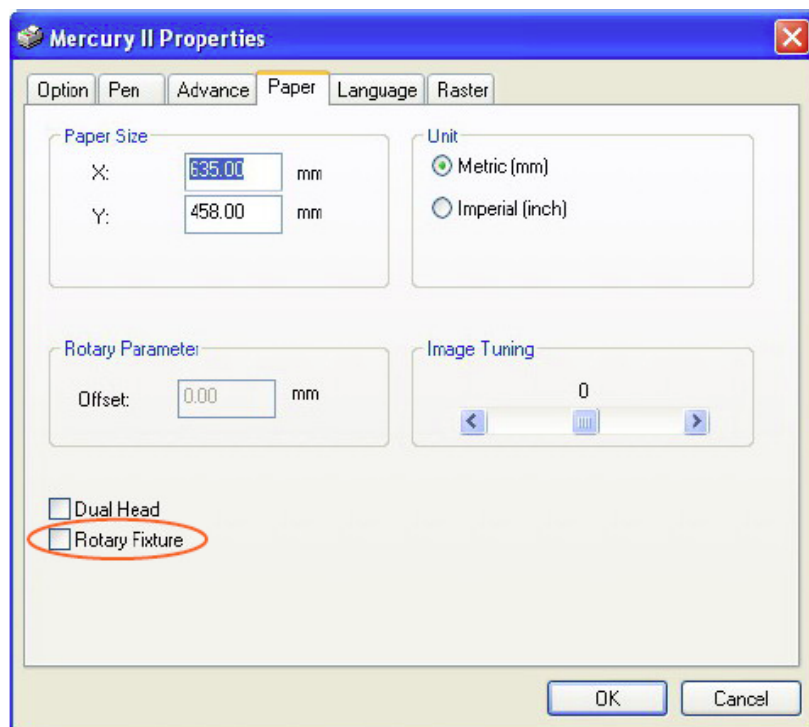 Mercury II Properties
Option Pen Advance Paper Language Raster
Paper Size
X: 635.00 mm
Y: 458.00 mm
Unit
Metric (mm)
Imperial (inch)
Rotary Parameter
Offset: 0.00 mm
Image Tuning
0
Dual Head
Rotary Fixture
OK Cancel